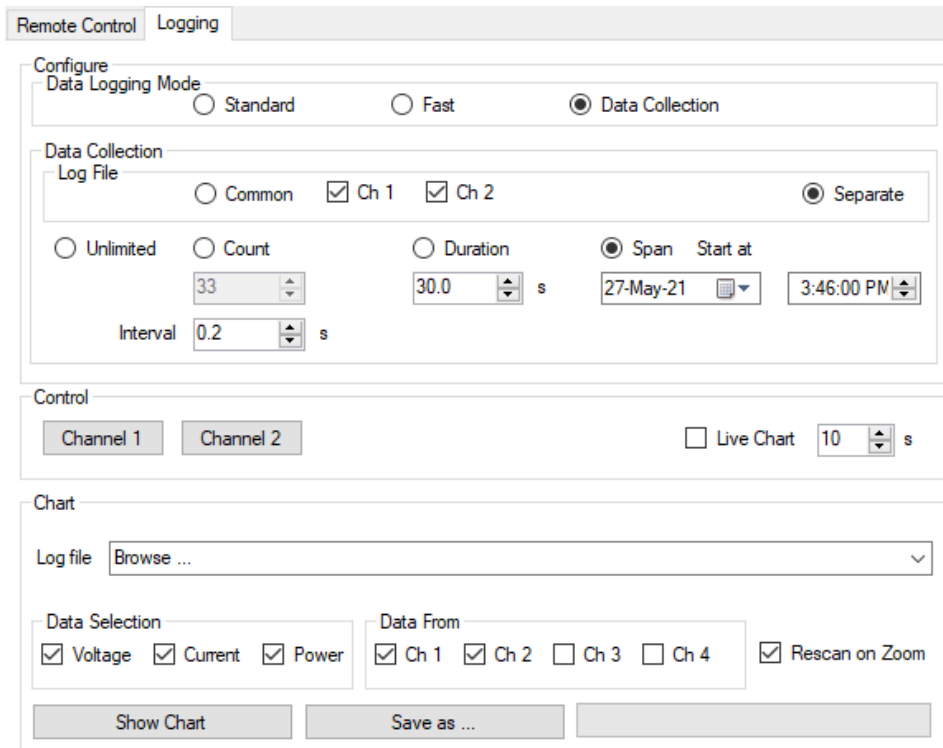 Remote Control Logging
Configure
Data Logging Mode
Standard Fast Data Collection
Data Collection
Log File
Common Ch 1 Ch 2 Separate
Unlimited Count Duration Span Start at
33 30.0 s 27-May-21 3:46:00 PM
Interval 0.2 s
Control
Channel 1 Channel 2 Live Chart 10 s
Chart
Log file Browse ...
Data Selection Data From
Voltage Current Power Ch 1 Ch 2 Ch 3 Ch 4 Rescan on Zoom
Show Chart Save as ...